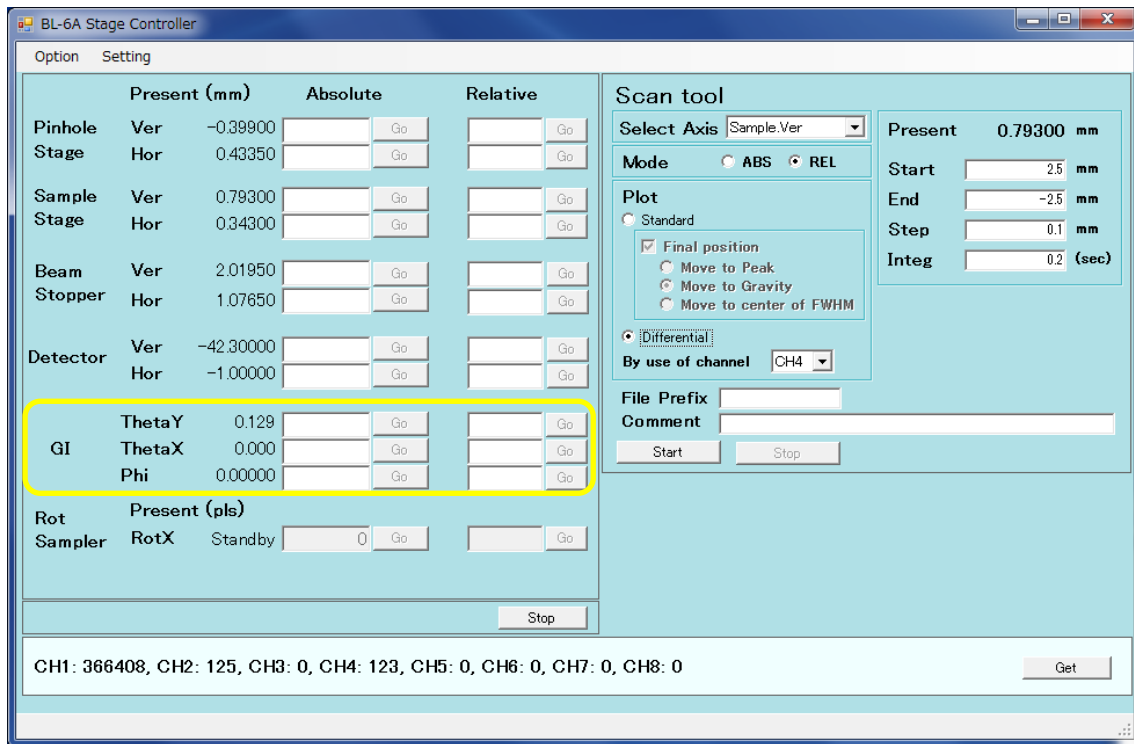 BL-6A Stage Controller
Option Setting
Present (mm) Absolute Relative
Pinhole Stage
Ver -0.39900 Go Go
Hor 0.43350 Go Go
Sample Stage
Ver 0.79300 Go Go
Hor 0.34300 Go Go
Beam Stopper
Ver 2.01950 Go Go
Hor 1.07650 Go Go
Detector
Ver -42.30000 Go Go
Hor -1.00000 Go Go
GI
ThetaY 0.129 Go Go
ThetaX 0.000 Go Go
Phi 0.00000 Go Go
Rot Sampler
Present (pls)
RotX Standby 0 Go Go
Stop
Scan tool
Select Axis Sample.Ver
Mode ABS REL
Plot
Standard
Final position
Move to Peak
Move to Gravity
Move to center of FWHM
Differential
By use of channel CH4
Present 0.79300 mm
Start 2.5 mm
End -2.5 mm
Step 0.1 mm
Integ 0.2 (sec)
File Prefix
Comment
Start Stop
CH1: 366408, CH2: 125, CH3: 0, CH4: 123, CH5: 0, CH6: 0, CH7: 0, CH8: 0
Get